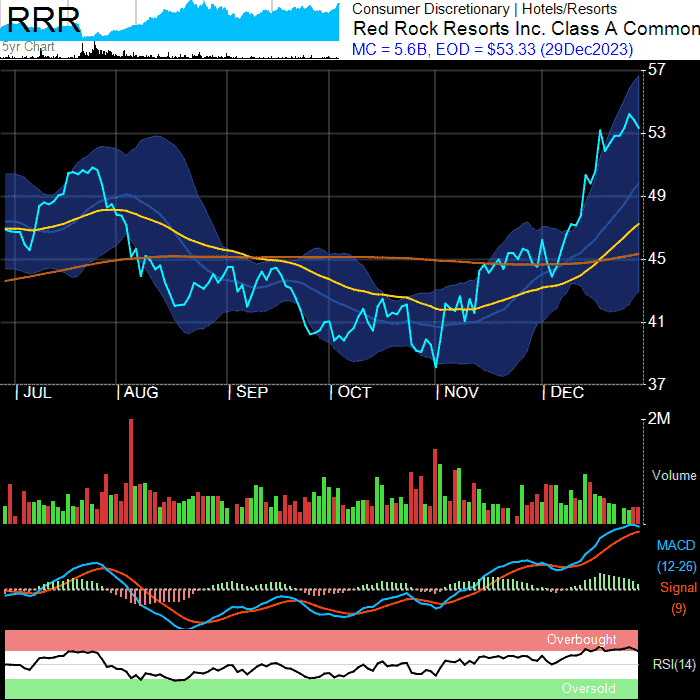 RRR
5yr Chart
Consumer Discretionary | Hotels/Resorts
Red Rock Resorts Inc. Class A Common
MC = 5.6B, EOD = $53.33 (29Dec2023)
57
53
49
45
41
37
| JUL | AUG | SEP | OCT | NOV | DEC
2M
Volume
MACD
(12-26)
Signal
(9)
Overbought
RSI(14)
Oversold